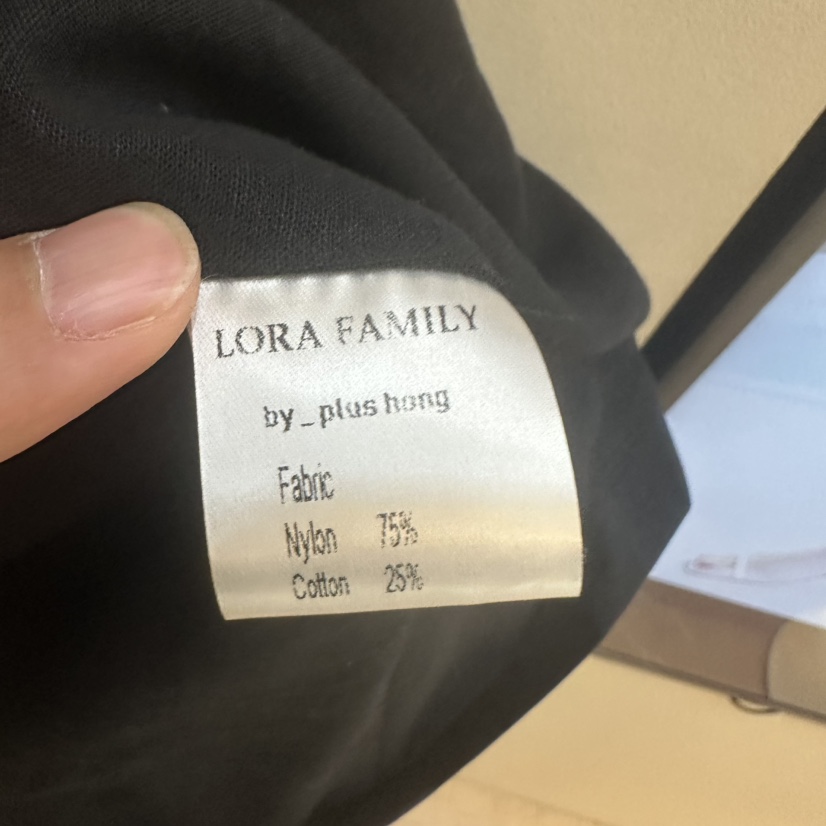 LORA FAMILY
by_plus hong
Fabric
Nylon 75%
Cotton 25%